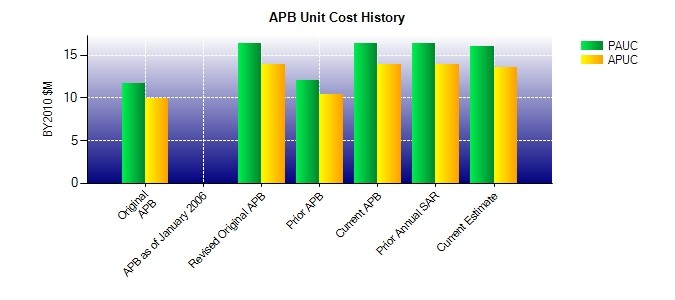 APB Unit Cost History
PAUC
APUC
BY2010 $M
15
10
5
0
Original
APB
APB as of January 2006
Revised Original APB
Prior APB
Current APB
Prior Annual SAR
Current Estimate